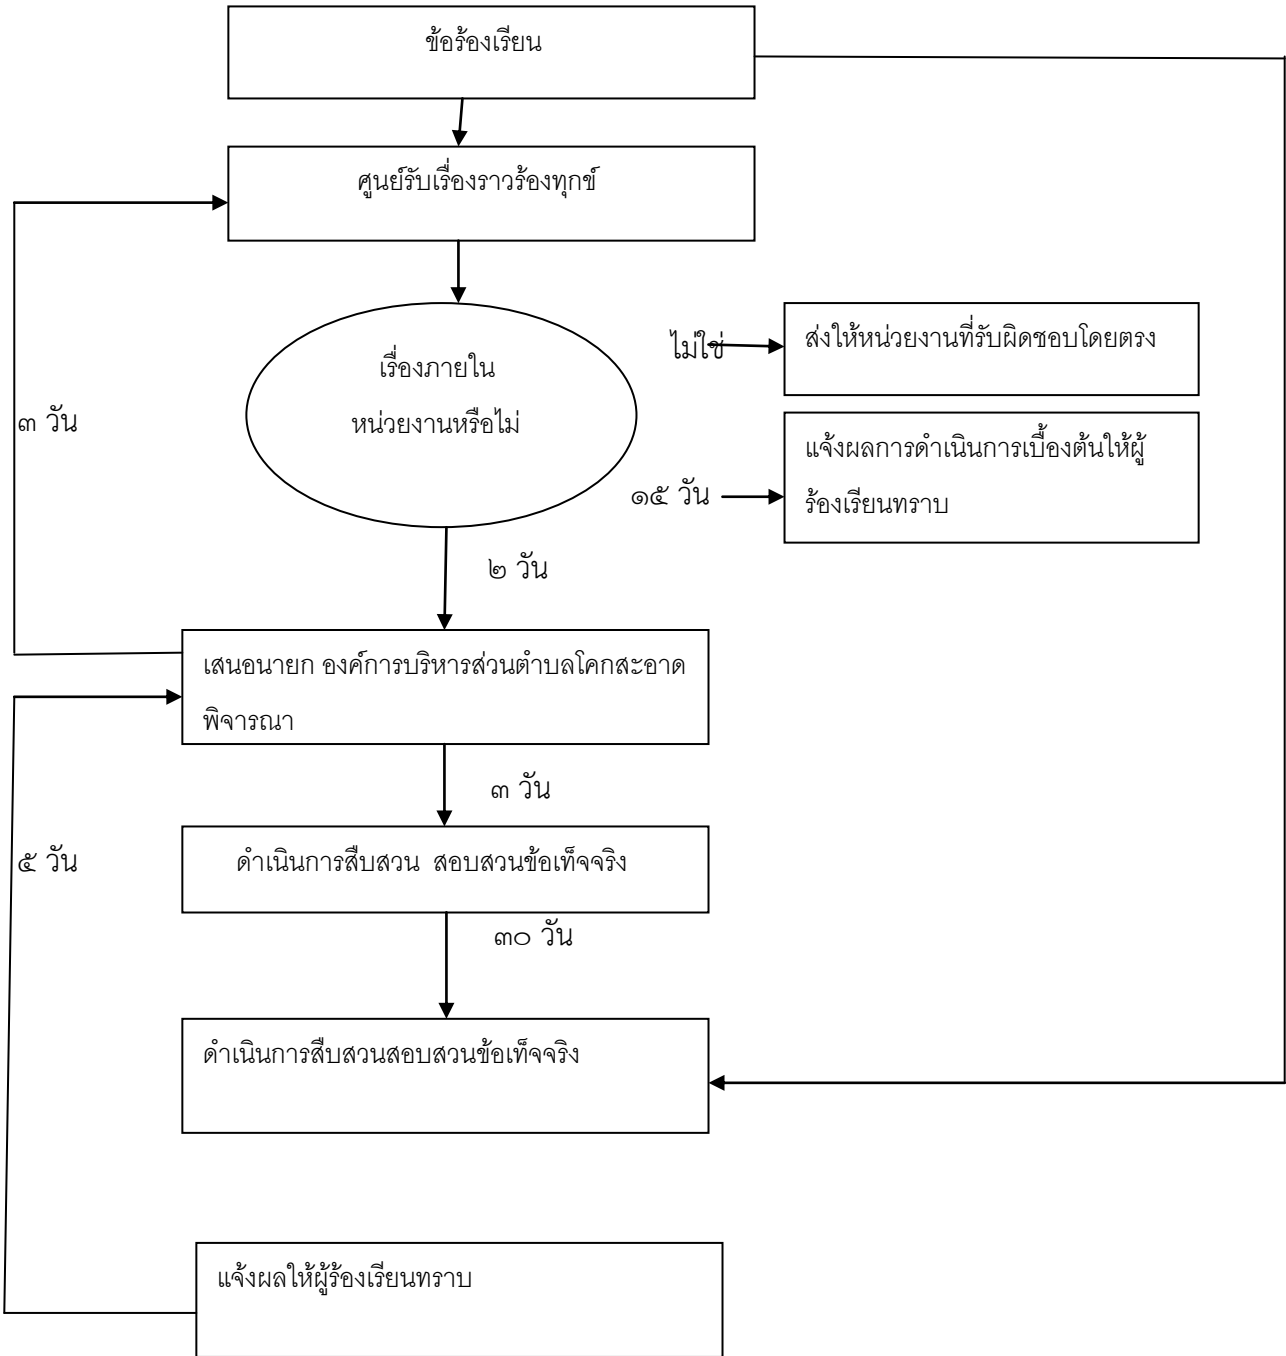 ข้อร้องเรียน
ศูนย์รับเรื่องราวร้องทุกข์
เรื่องภายใน
หน่วยงานหรือไม่
ไม่ใช่
ส่งให้หน่วยงานที่รับผิดชอบโดยตรง
๓ วัน
แจ้งผลการดำเนินการเบื้องต้นให้ผู้
ร้องเรียนทราบ
๑๕ วัน
๒ วัน
เสนอนายก องค์การบริหารส่วนตำบลโคกสะอาด
พิจารณา
๓ วัน
๕ วัน
ดำเนินการสืบสวน สอบสวนข้อเท็จจริง
๓๐ วัน
ดำเนินการสืบสวนสอบสวนข้อเท็จจริง
แจ้งผลให้ผู้ร้องเรียนทราบ